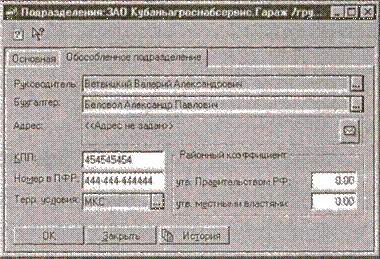 Подразделения:ЗАО Кубаньагроснабсервис.Гараж /гру...
Основная Обособленное подразделение
Руководитель: Ветвицкий Валерий Александрович ...
Бухгалтер: Беловол Александр Павлович ...
Адрес: <<Адрес не задан>>
КПП: 454545454 Районный коэффициент
Номер в ПФР: 444-444-444444 утв. Правительством РФ: 0.00
Терр. условия: МКС ... утв. местными властями: 0.00
OK Закрыть История